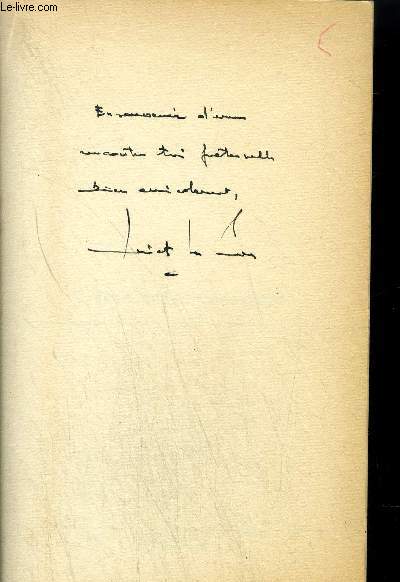 Le-livre.com
En souvenir d'une
rencontre très fraternelle
bien amicalement,